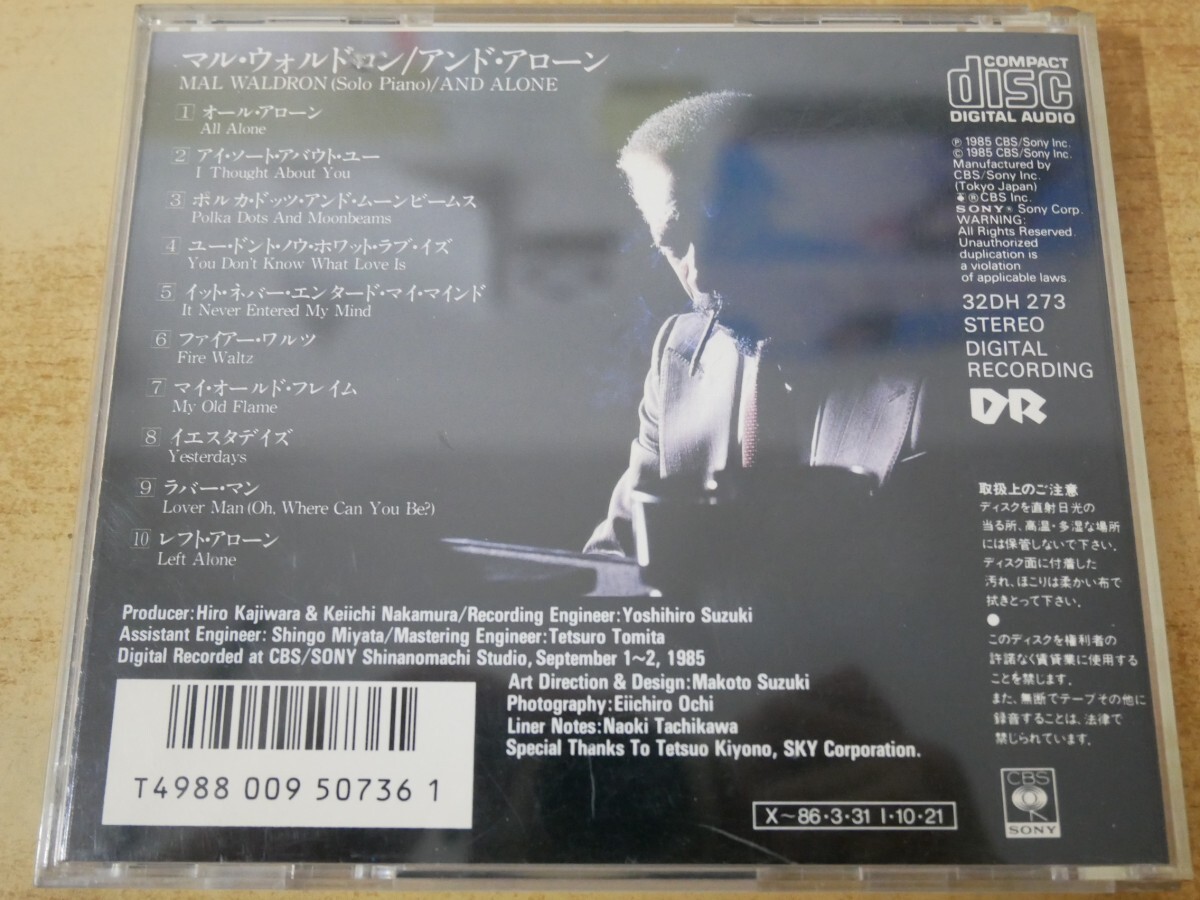 マル・ウォルドロン/アンド・アローン
MAL WALDRON (Solo Piano)/AND ALONE
1 オール・アローン
All Alone
2 アイ・ソート・アバウト・ユー
I Thought About You
3 ポルカ・ドッツ・アンド・ムーンビームス
Polka Dots And Moonbeams
4 ユー・ドント・ノウ・ホワット・ラブ・イズ
You Don't Know What Love Is
5 イット・ネバー・エンタード・マイ・マインド
It Never Entered My Mind
6 ファイアー・ワルツ
Fire Waltz
7 マイ・オールド・フレイム
My Old Flame
8 イエスタデイズ
Yesterdays
9 ラバー・マン
Lover Man (Oh, Where Can You Be?)
10 レフト・アローン
Left Alone
Producer: Hiro Kajiwara & Keiichi Nakamura/Recording Engineer: Yoshihiro Suzuki
Assistant Engineer: Shingo Miyata/Mastering Engineer: Tetsuro Tomita
Digital Recorded at CBS/SONY Shinanomachi Studio, September 1~2, 1985
Art Direction & Design: Makoto Suzuki
Photography: Eiichiro Ochi
Liner Notes: Naoki Tachikawa
Special Thanks To Tetsuo Kiyono, SKY Corporation.
T4988 009 50736 1
X~86・3・31 I・10・21
COMPACT
disc
DIGITAL AUDIO
℗ 1985 CBS/Sony Inc.
© 1985 CBS/Sony Inc.
Manufactured by
CBS/Sony Inc.
(Tokyo Japan)
® CBS Inc.
SONY® Sony Corp.
WARNING:
All Rights Reserved.
Unauthorized
duplication is
a violation
of applicable laws.
32DH 273
STEREO
DIGITAL
RECORDING
DR
取扱上のご注意
ディスクを直射日光の
当る所、高温・多湿な場所
には保管しないで下さい。
ディスク面に付着した
汚れ、ほこりは柔かい布で
拭きとって下さい。
●
このディスクを権利者の
許諾なく賃貸業に使用する
ことを禁じます。
また、無断でテープその他に
録音することは、法律で
禁じられています。
CBS
SONY